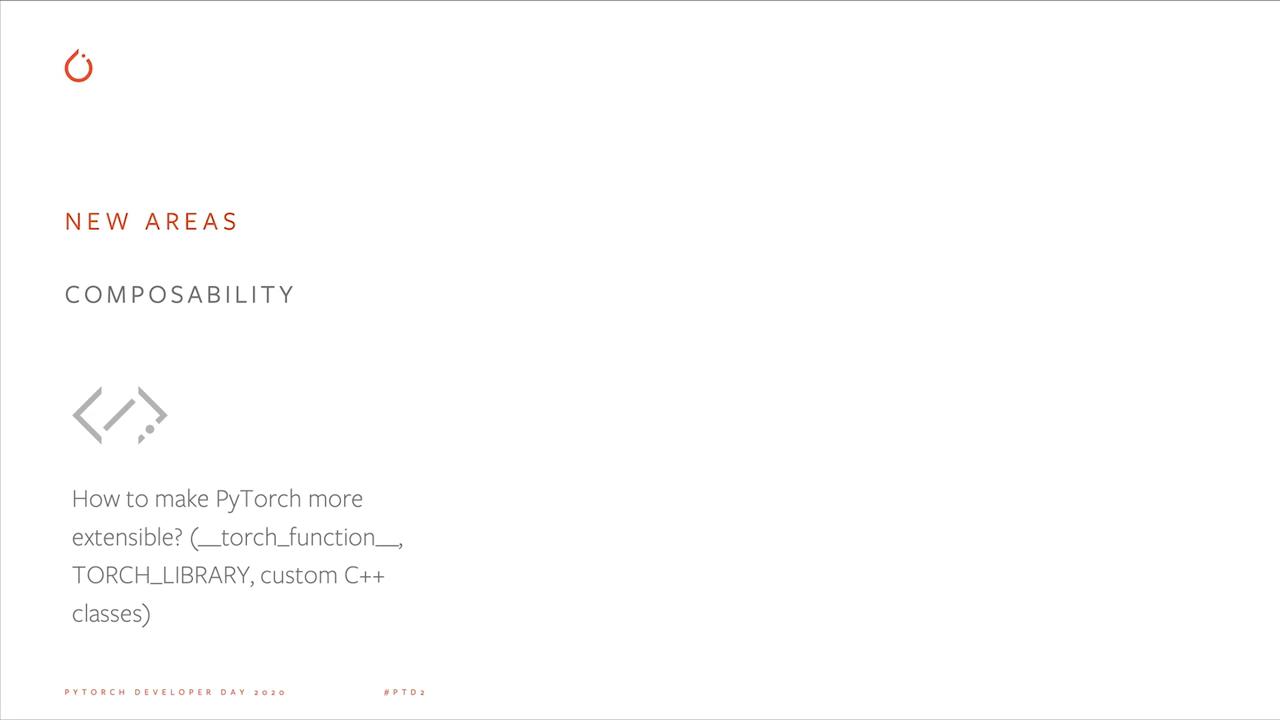 NEW AREAS
COMPOSABILITY
How to make PyTorch more
extensible? (__torch_function__,
TORCH_LIBRARY, custom C++
classes)
PYTORCH DEVELOPER DAY 2020 #PTD2